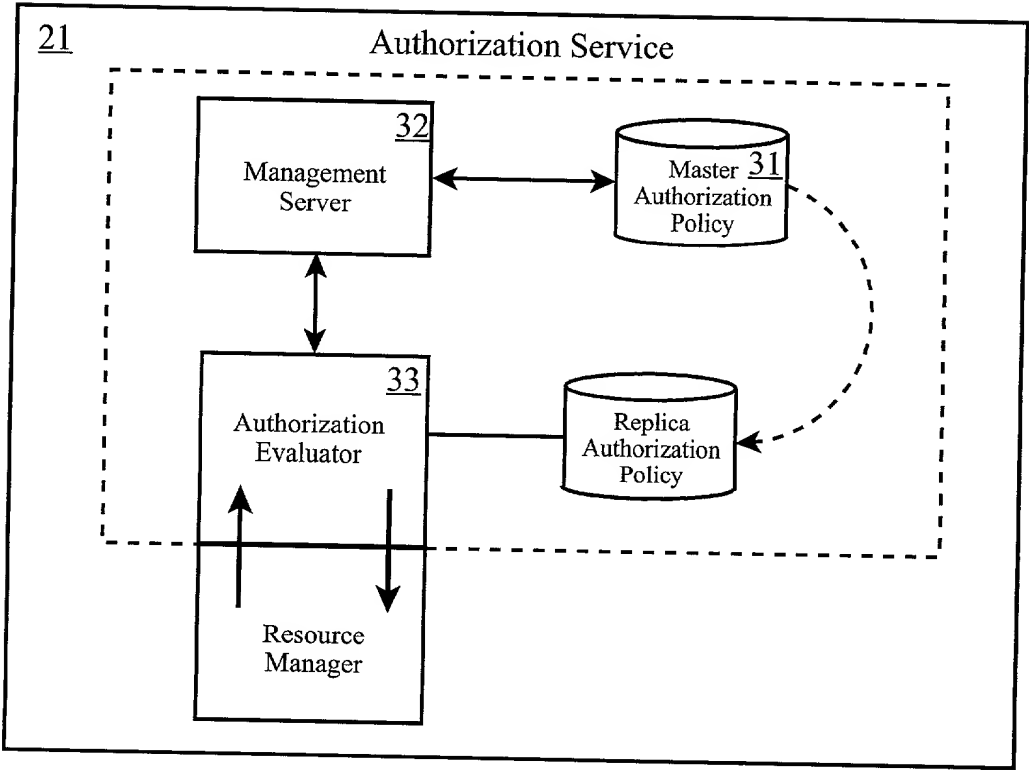 21
Authorization Service
32
Management
Server
Master 31
Authorization
Policy
33
Authorization
Evaluator
Replica
Authorization
Policy
Resource
Manager